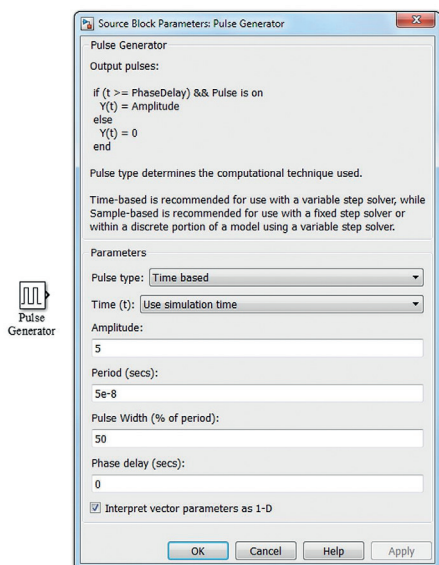 Source Block Parameters: Pulse Generator
Pulse Generator
Output pulses:
if (t >= PhaseDelay) && Pulse is on
Y(t) = Amplitude
else
Y(t) = 0
end
Pulse type determines the computational technique used.
Time-based is recommended for use with a variable step solver, while
Sample-based is recommended for use with a fixed step solver or
within a discrete portion of a model using a variable step solver.
Parameters
Pulse type: Time based
Time (t): Use simulation time
Amplitude:
5
Period (secs):
5e-8
Pulse Width (% of period):
50
Phase delay (secs):
0
Interpret vector parameters as 1-D
OK Cancel Help Apply
Pulse
Generator